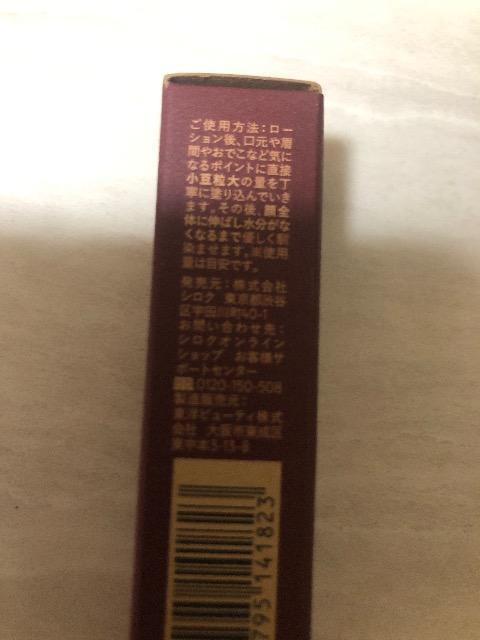 ご使用方法：ロー
ション後、口元や眉
間やおでこなど気に
なるポイントに直接
小豆粒大の量を丁
寧に塗り込んでいき
ます。その後、顔全
体に伸ばし水分がな
くなるまで優しく馴
染ませます。※使用
量は目安です。
発売元：株式会社
シロク 東京都渋谷
区宇田川町40-1
お問い合わせ先：
シロクオンライン
ショップ お客様サ
ポートセンター
0120-150-508
製造販売元：
東洋ビューティ株式
会社 大阪市東成区
東中本3-13-8
795 141823